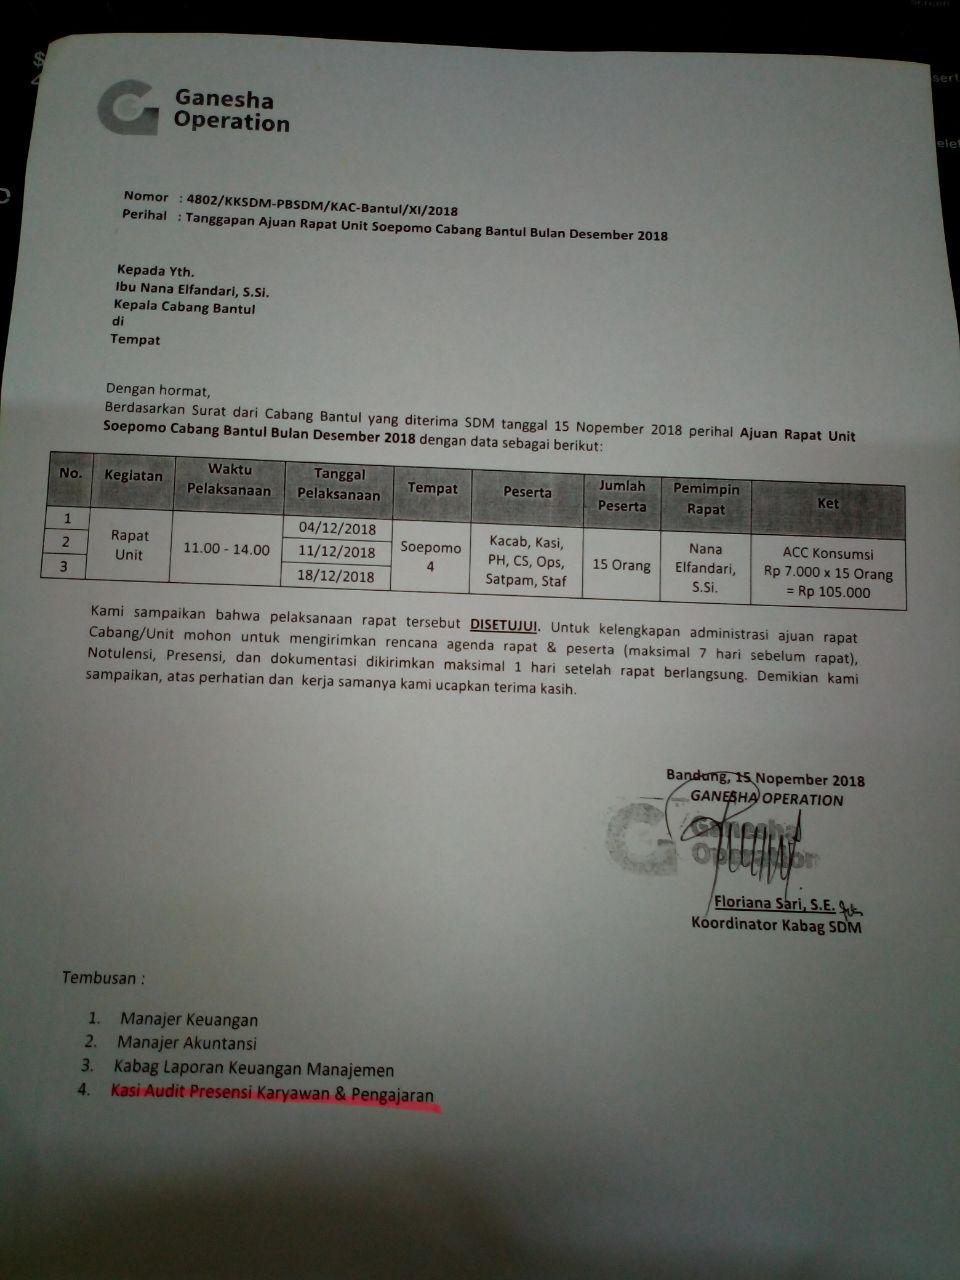 Ganesha
Operation
Nomor : 4802/KKSDM-PBSDM/KAC-Bantul/XI/2018
Perihal : Tanggapan Ajuan Rapat Unit Soepomo Cabang Bantul Bulan Desember 2018
Kepada Yth.
Ibu Nana Elfandari, S.Si.
Kepala Cabang Bantul
di
Tempat
Dengan hormat,
Berdasarkan Surat dari Cabang Bantul yang diterima SDM tanggal 15 Nopember 2018 perihal Ajuan Rapat Unit
Soepomo Cabang Bantul Bulan Desember 2018 dengan data sebagai berikut:
No. Kegiatan Waktu Pelaksanaan Tanggal Pelaksanaan Tempat Peserta Jumlah Peserta Pemimpin Rapat Ket
1 Rapat Unit 11.00 - 14.00 04/12/2018 Soepomo 4 Kacab, Kasi, PH, CS, Ops, Satpam, Staf 15 Orang Nana Elfandari, S.Si. ACC Konsumsi Rp 7.000 x 15 Orang = Rp 105.000
2 11/12/2018
3 18/12/2018
Kami sampaikan bahwa pelaksanaan rapat tersebut DISETUJUI. Untuk kelengkapan administrasi ajuan rapat
Cabang/Unit mohon untuk mengirimkan rencana agenda rapat & peserta (maksimal 7 hari sebelum rapat),
Notulensi, Presensi, dan dokumentasi dikirimkan maksimal 1 hari setelah rapat berlangsung. Demikian kami
sampaikan, atas perhatian dan kerja samanya kami ucapkan terima kasih.
Bandung, 15 Nopember 2018
GANESHA OPERATION
Ganesha
Operation
Floriana Sari, S.E.
Koordinator Kabag SDM
Tembusan :
1. Manajer Keuangan
2. Manajer Akuntansi
3. Kabag Laporan Keuangan Manajemen
4. Kasi Audit Presensi Karyawan & Pengajaran